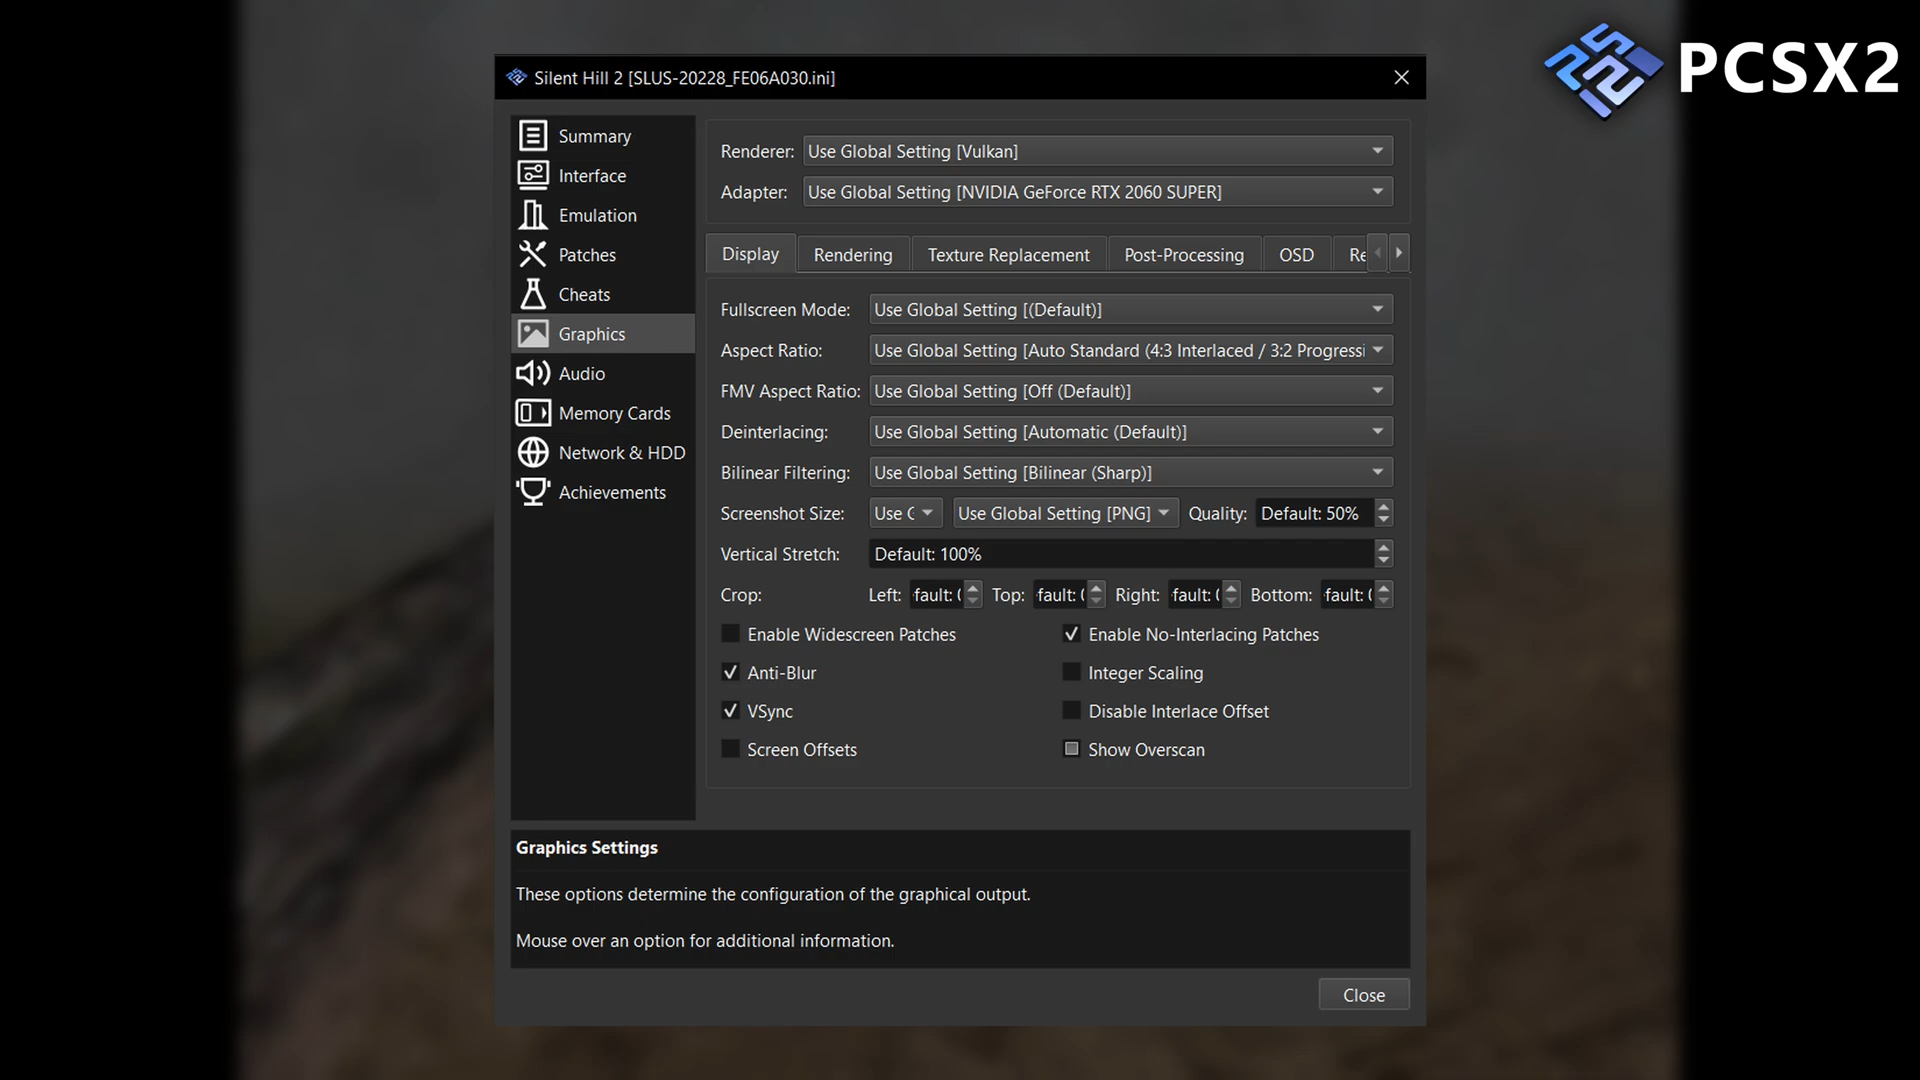 PCSX2
Silent Hill 2 [SLUS-20228_FE06A030.ini]
Summary
Interface
Emulation
Patches
Cheats
Graphics
Audio
Memory Cards
Network & HDD
Achievements
Renderer: Use Global Setting [Vulkan]
Adapter: Use Global Setting [NVIDIA GeForce RTX 2060 SUPER]
Display Rendering Texture Replacement Post-Processing OSD Re
Fullscreen Mode: Use Global Setting [(Default)]
Aspect Ratio: Use Global Setting [Auto Standard (4:3 Interlaced / 3:2 Progressi
FMV Aspect Ratio: Use Global Setting [Off (Default)]
Deinterlacing: Use Global Setting [Automatic (Default)]
Bilinear Filtering: Use Global Setting [Bilinear (Sharp)]
Screenshot Size: Use Use Global Setting [PNG] Quality: Default: 50%
Vertical Stretch: Default: 100%
Crop: Left: fault: Top: fault: Right: fault: Bottom: fault:
Enable Widescreen Patches Enable No-Interlacing Patches
Anti-Blur Integer Scaling
VSync Disable Interlace Offset
Screen Offsets Show Overscan
Graphics Settings
These options determine the configuration of the graphical output.
Mouse over an option for additional information.
Close